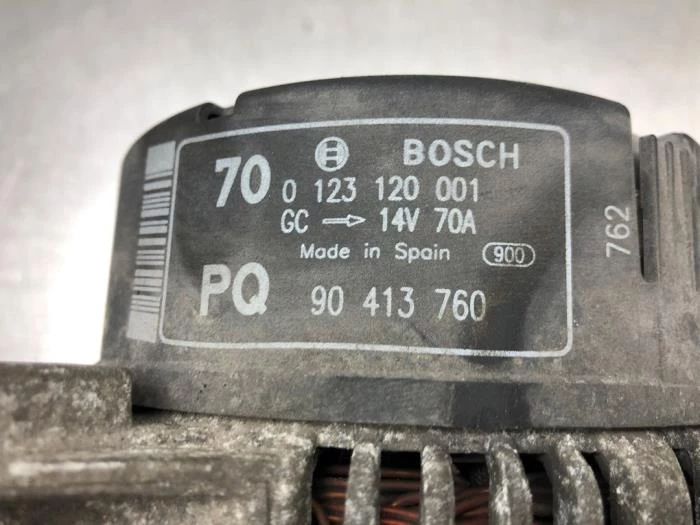 70 BOSCH
0 123 120 001
GC → 14V 70A
Made in Spain 900
PQ 90 413 760
762